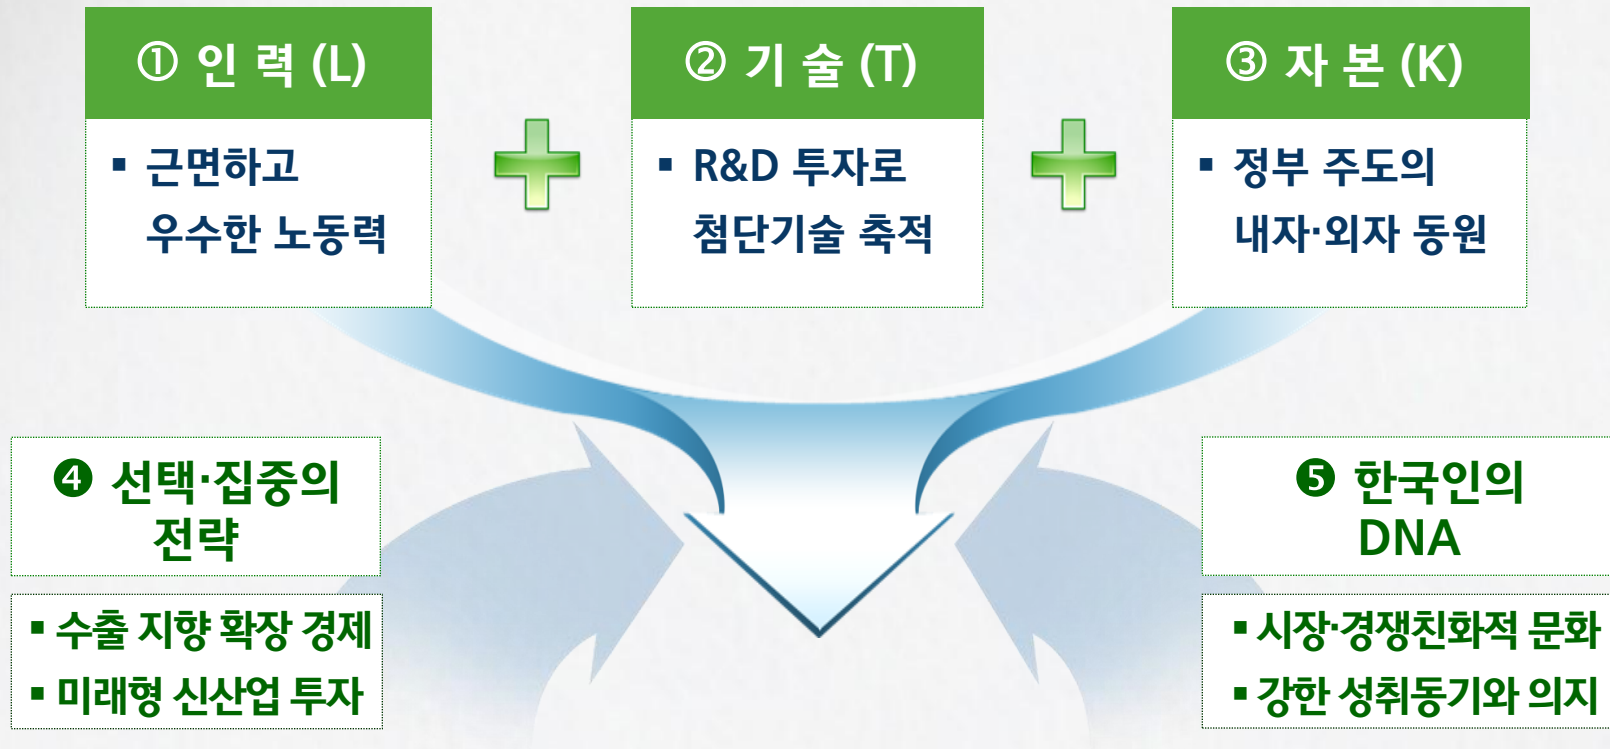 ① 인 력 (L)
▪ 근면하고
우수한 노동력
② 기 술 (T)
▪ R&D 투자로
첨단기술 축적
③ 자 본 (K)
▪ 정부 주도의
내자·외자 동원
❹ 선택·집중의
전략
▪ 수출 지향 확장 경제
▪ 미래형 신산업 투자
❺ 한국인의
DNA
▪ 시장·경쟁친화적 문화
▪ 강한 성취동기와 의지